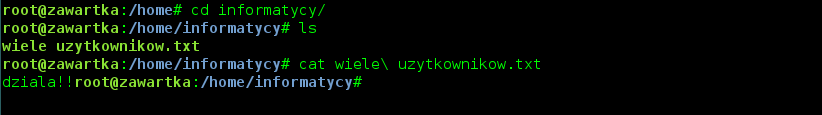 root@zawartka:/home# cd informatycy/
root@zawartka:/home/informatycy# ls
wiele uzytkownikow.txt
root@zawartka:/home/informatycy# cat wiele\ uzytkownikow.txt
dziala!!root@zawartka:/home/informatycy#